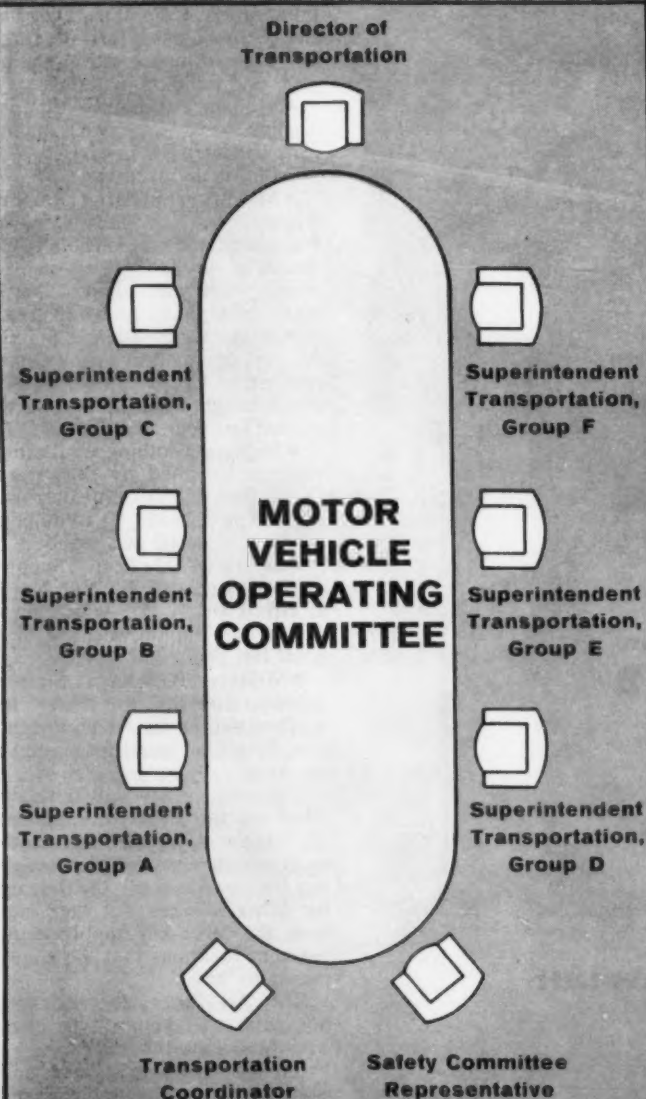 Director of
Transportation
Superintendent
Transportation,
Group C
Superintendent
Transportation,
Group F
MOTOR
VEHICLE
OPERATING
COMMITTEE
Superintendent
Transportation,
Group B
Superintendent
Transportation,
Group E
Superintendent
Transportation,
Group A
Superintendent
Transportation,
Group D
Transportation
Coordinator
Safety Committee
Representative